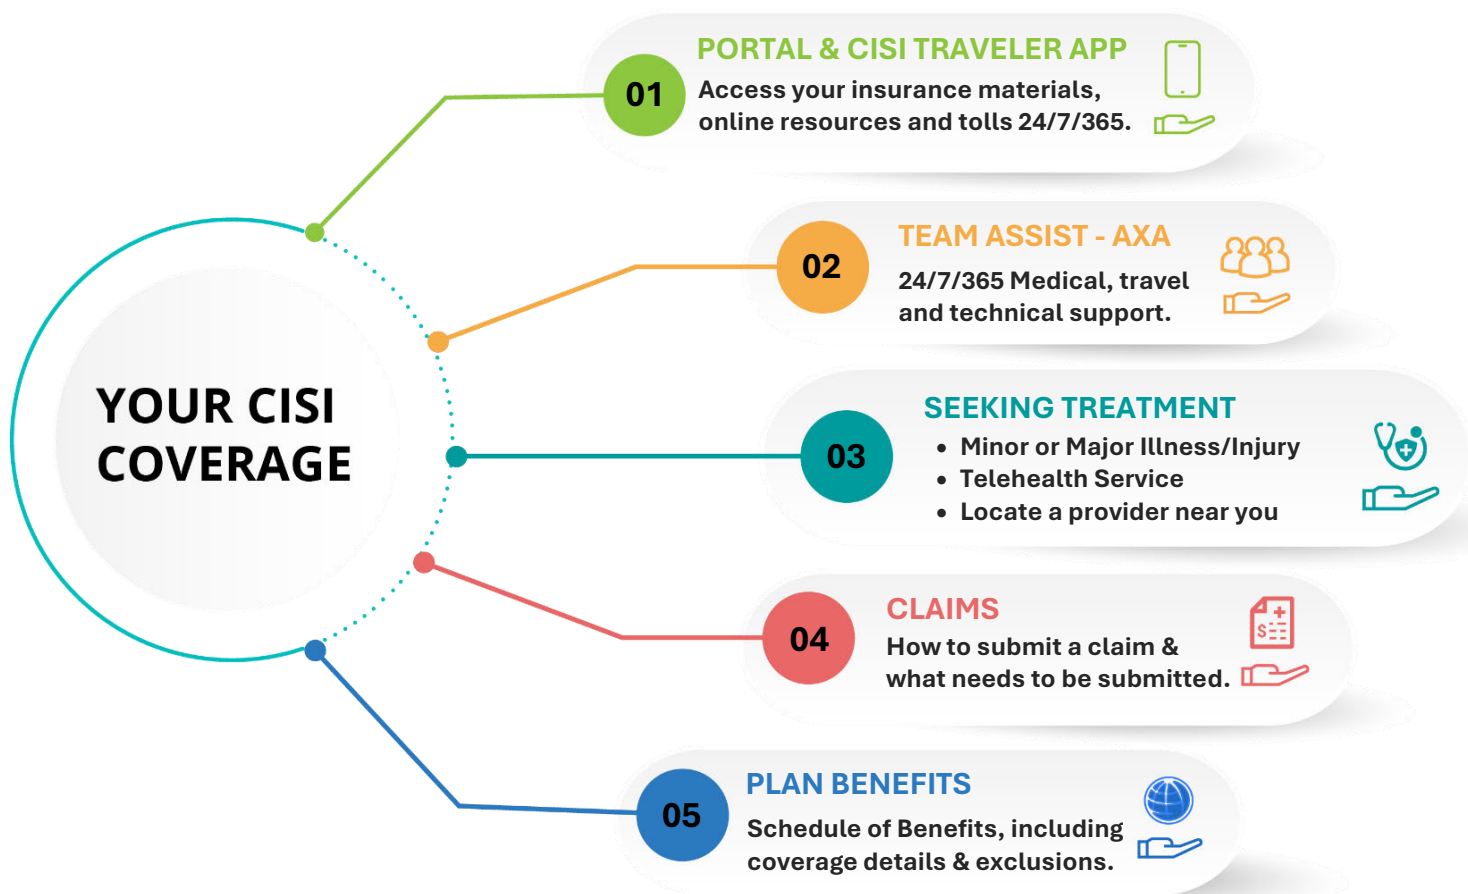 YOUR CISI
COVERAGE
01
PORTAL & CISI TRAVELER APP
Access your insurance materials,
online resources and tolls 24/7/365.
02
TEAM ASSIST - AXA
24/7/365 Medical, travel
and technical support.
03
SEEKING TREATMENT
• Minor or Major Illness/Injury
• Telehealth Service
• Locate a provider near you
04
CLAIMS
How to submit a claim &
what needs to be submitted.
05
PLAN BENEFITS
Schedule of Benefits, including
coverage details & exclusions.